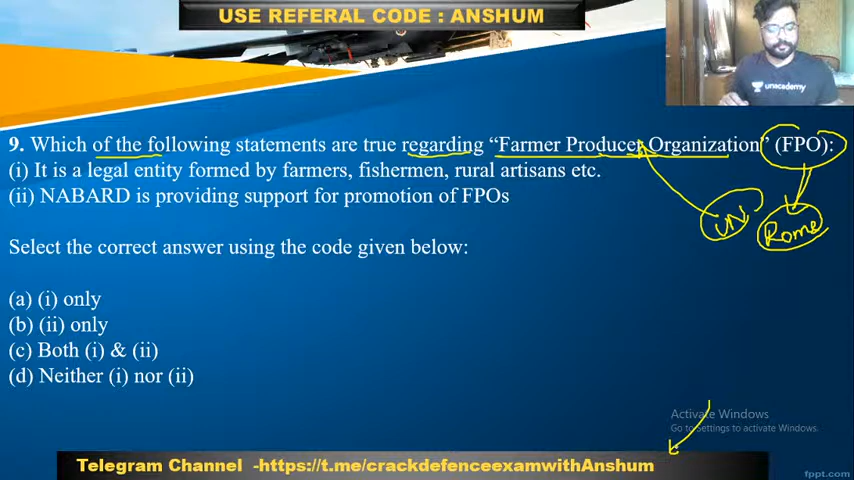 USE REFERAL CODE : ANSHUM
unacademy
9. Which of the following statements are true regarding “Farmer Producer Organization” (FPO):
(i) It is a legal entity formed by farmers, fishermen, rural artisans etc.
(ii) NABARD is providing support for promotion of FPOs
UN
Rome
Select the correct answer using the code given below:
(a) (i) only
(b) (ii) only
(c) Both (i) & (ii)
(d) Neither (i) nor (ii)
Activate Windows
Go to Settings to activate Windows.
Telegram Channel -https://t.me/crackdefenceexamwithAnshum
fppt.com